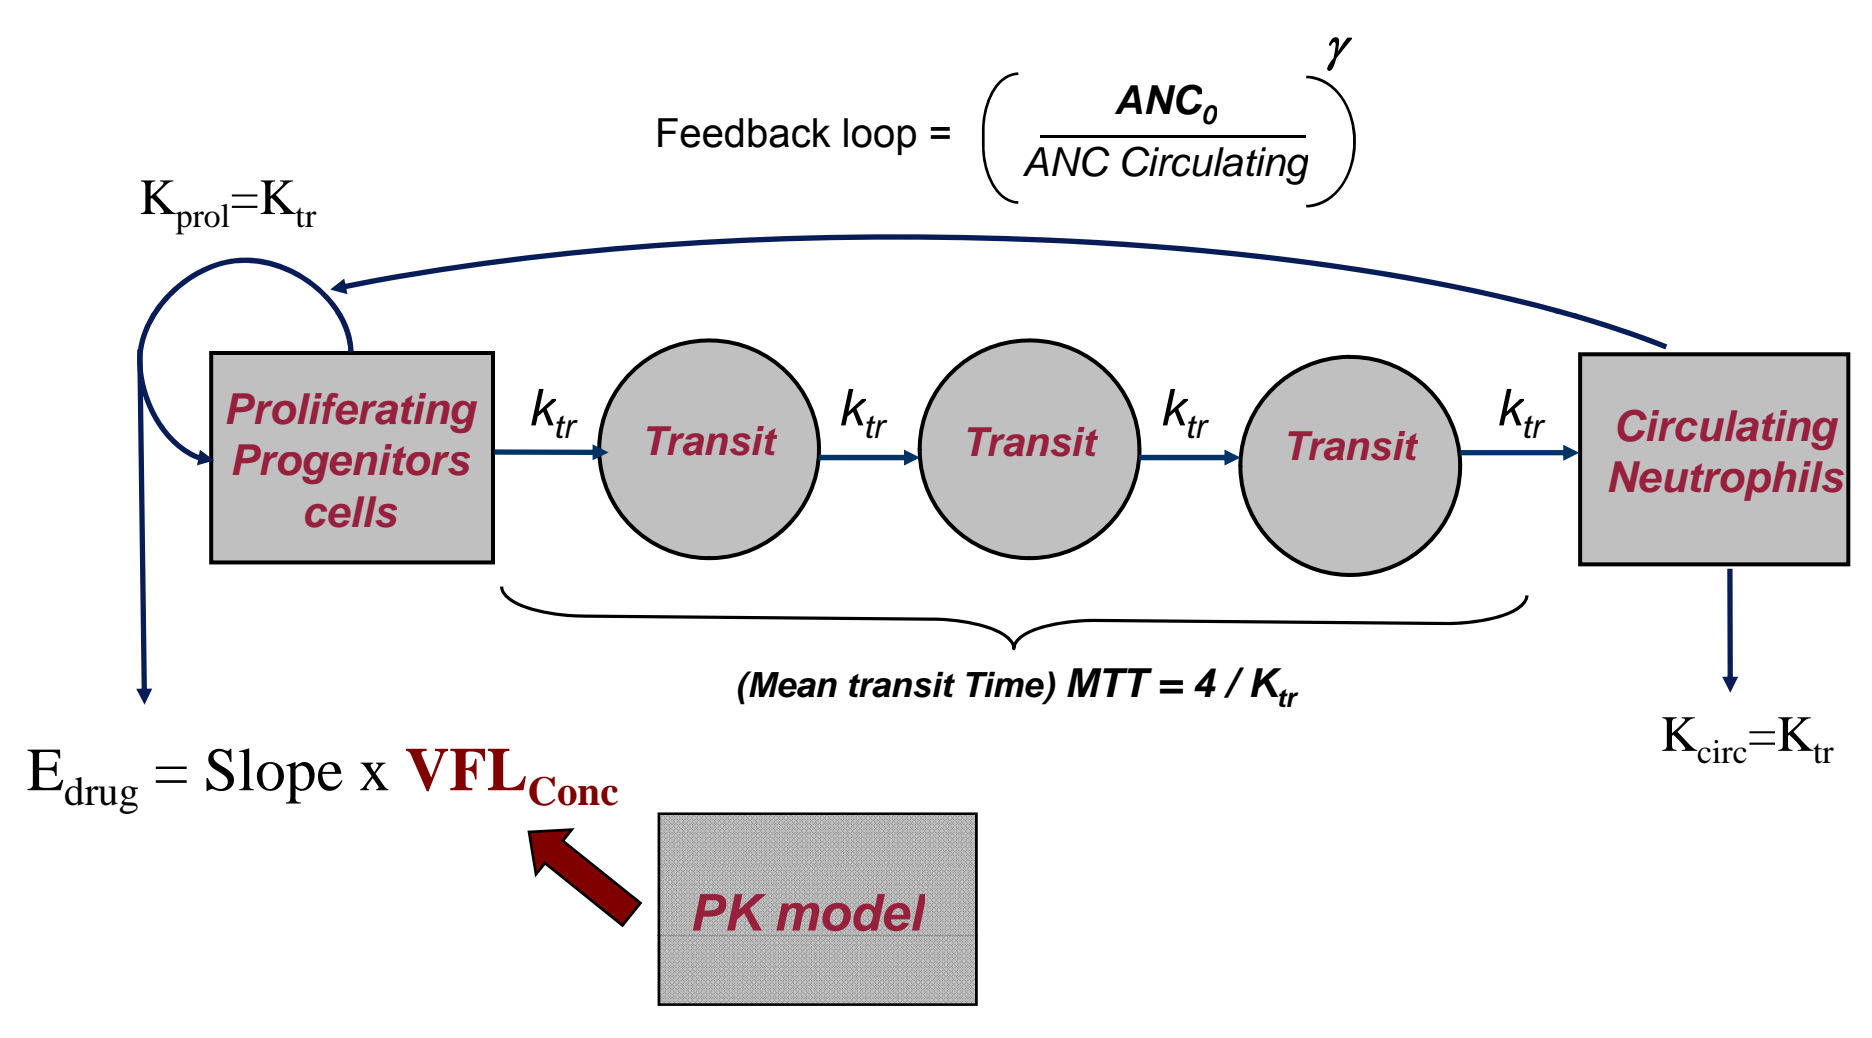 γ
Feedback loop = ( ANC₀
ANC Circulating )
Kprol=Ktr
Proliferating
Progenitors
cells
ktr
Transit
ktr
Transit
ktr
Transit
ktr
Circulating
Neutrophils
(Mean transit Time) MTT = 4 / Ktr
Kcirc=Ktr
Edrug = Slope x VFLConc
PK model